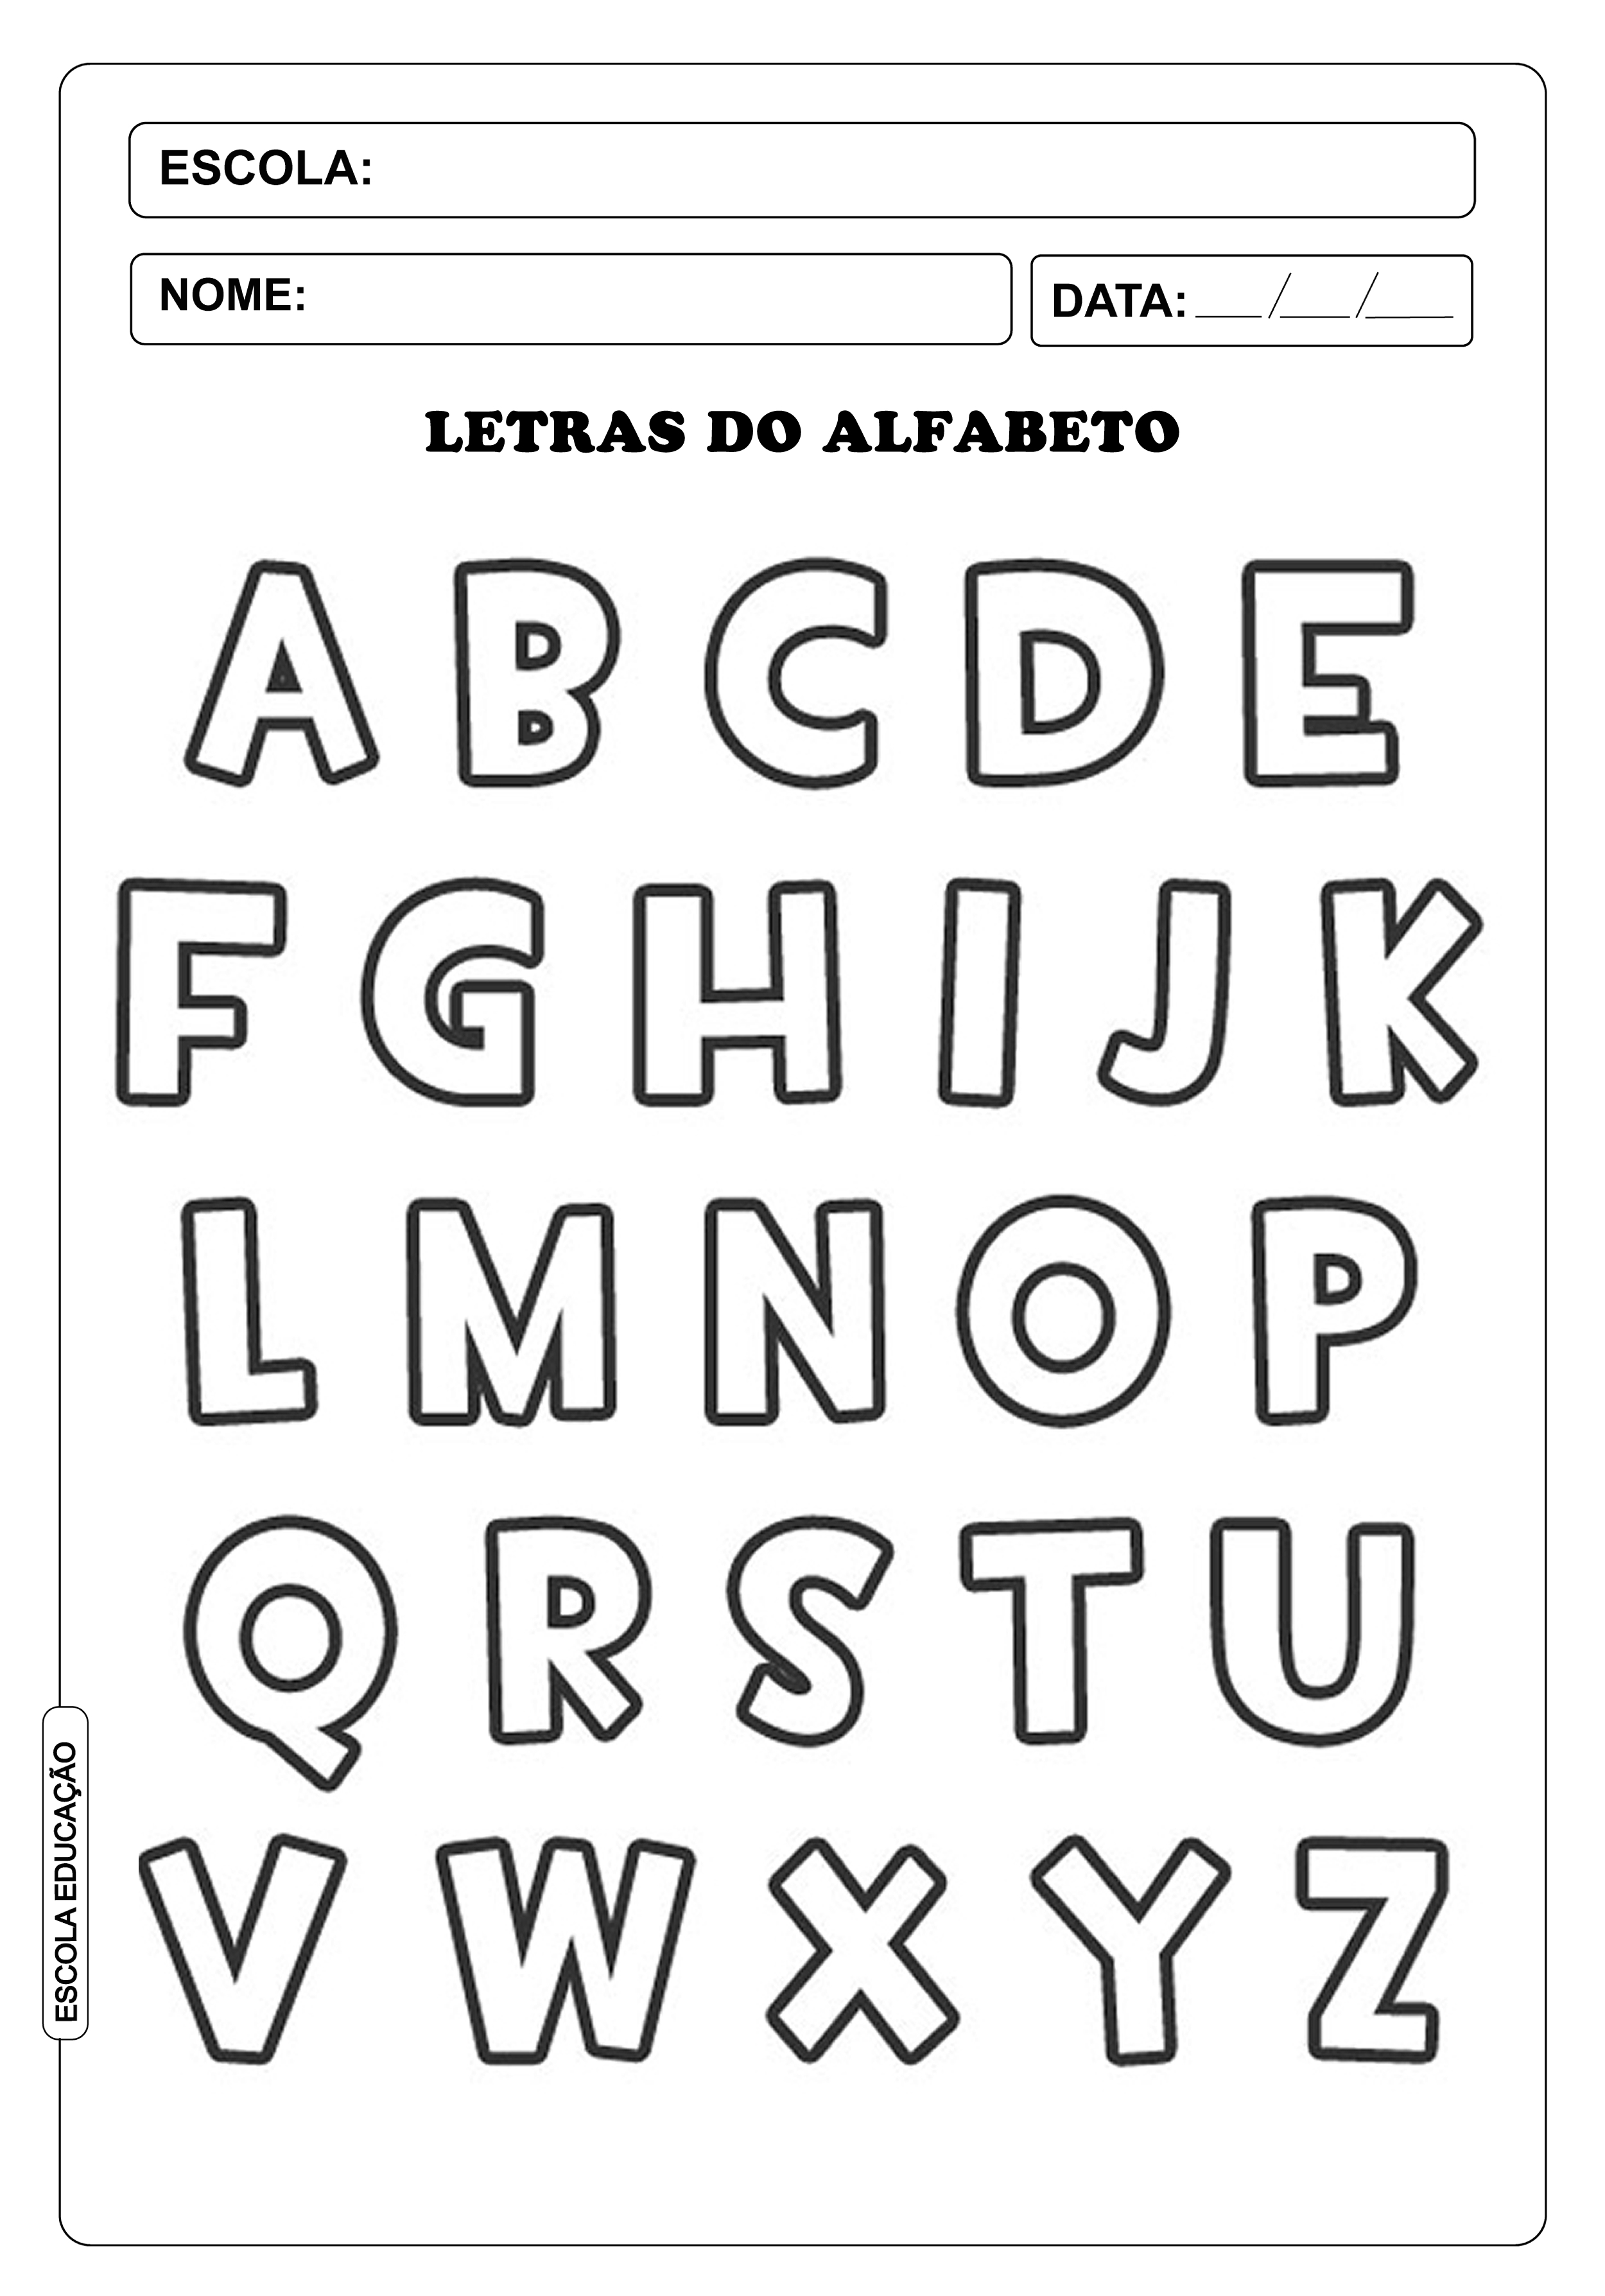 ESCOLA:
NOME:
DATA: ___/___/___
LETRAS DO ALFABETO
A B C D E
F G H I J K
L M N O P
Q R S T U
V W X Y Z
ESCOLA EDUCAÇÃO